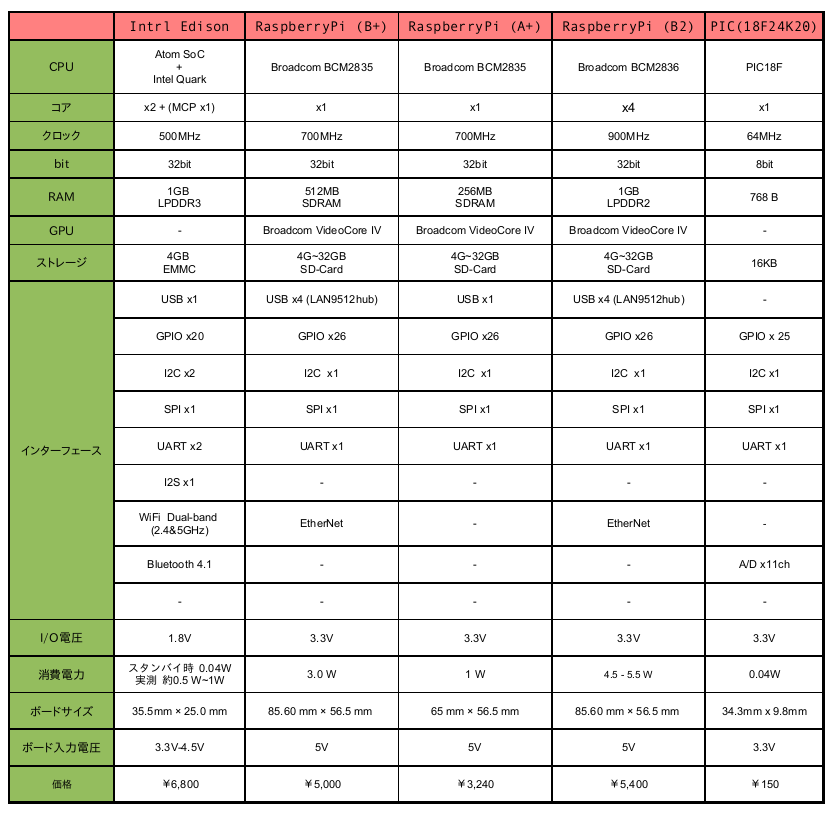 Intrl Edison RaspberryPi (B+) RaspberryPi (A+) RaspberryPi (B2) PIC(18F24K20)
CPU Atom SoC + Intel Quark Broadcom BCM2835 Broadcom BCM2835 Broadcom BCM2836 PIC18F
コア x2 + (MCP x1) x1 x1 x4 x1
クロック 500MHz 700MHz 700MHz 900MHz 64MHz
bit 32bit 32bit 32bit 32bit 8bit
RAM 1GB LPDDR3 512MB SDRAM 256MB SDRAM 1GB LPDDR2 768 B
GPU - Broadcom VideoCore IV Broadcom VideoCore IV Broadcom VideoCore IV -
ストレージ 4GB EMMC 4G~32GB SD-Card 4G~32GB SD-Card 4G~32GB SD-Card 16KB
インターフェース USB x1 USB x4 (LAN9512hub) USB x1 USB x4 (LAN9512hub) -
GPIO x20 GPIO x26 GPIO x26 GPIO x26 GPIO x 25
I2C x2 I2C x1 I2C x1 I2C x1 I2C x1
SPI x1 SPI x1 SPI x1 SPI x1 SPI x1
UART x2 UART x1 UART x1 UART x1 UART x1
I2S x1 - - - -
WiFi Dual-band (2.4&5GHz) EtherNet - EtherNet -
Bluetooth 4.1 - - - A/D x11ch
- - - - -
I/O電圧 1.8V 3.3V 3.3V 3.3V 3.3V
消費電力 スタンバイ時 0.04W 実測 約0.5 W~1W 3.0 W 1 W 4.5 - 5.5 W 0.04W
ボードサイズ 35.5mm × 25.0 mm 85.60 mm × 56.5 mm 65 mm × 56.5 mm 85.60 mm × 56.5 mm 34.3mm x 9.8mm
ボード入力電圧 3.3V-4.5V 5V 5V 5V 3.3V
価格 ¥6,800 ¥5,000 ¥3,240 ¥5,400 ¥150